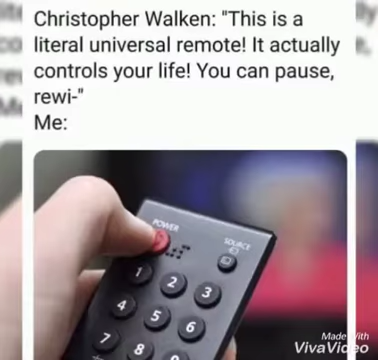 Christopher Walken: "This is a
literal universal remote! It actually
controls your life! You can pause,
rewi-"
Me:
POWER
SOURCE
1
2
3
4
5
6
7
8
9
Made With
VivaVideo